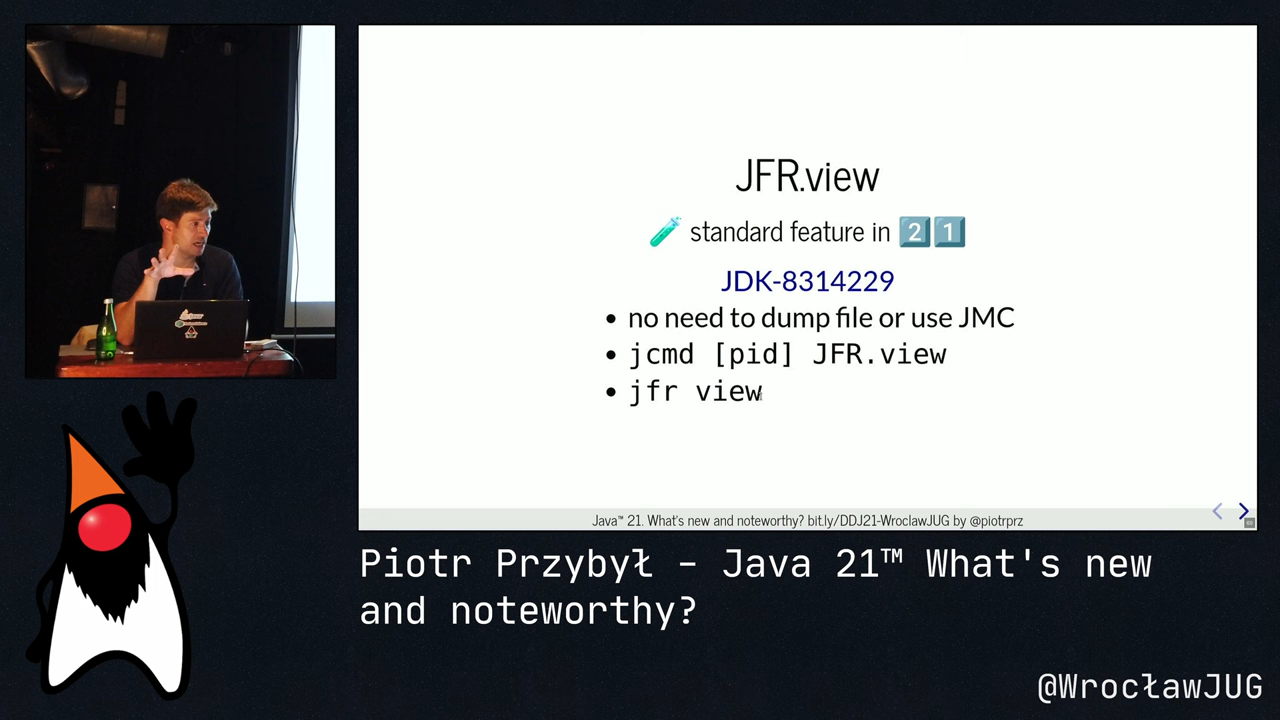 JFR.view
🧪 standard feature in 2️⃣1️⃣
JDK-8314229
• no need to dump file or use JMC
• jcmd [pid] JFR.view
• jfr view
Java™ 21. What's new and noteworthy? bit.ly/DDJ21-WroclawJUG by @piotrprz
Piotr Przybył - Java 21™ What's new
and noteworthy?
@WrocławJUG